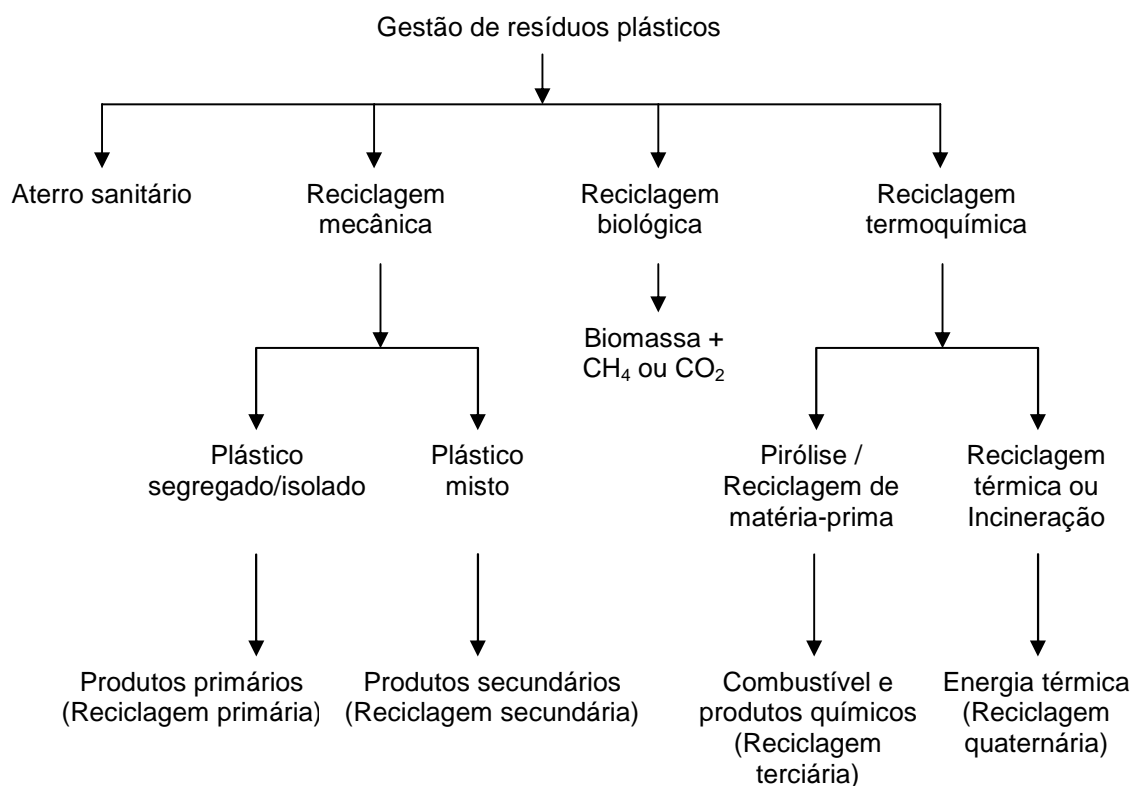 Gestão de resíduos plásticos
Aterro sanitário
Reciclagem
mecânica
Reciclagem
biológica
Reciclagem
termoquímica
Biomassa +
CH₄ ou CO₂
Plástico
segregado/isolado
Plástico
misto
Pirólise /
Reciclagem de
matéria-prima
Reciclagem
térmica ou
Incineração
Produtos primários
(Reciclagem primária)
Produtos secundários
(Reciclagem secundária)
Combustível e
produtos químicos
(Reciclagem
terciária)
Energia térmica
(Reciclagem
quaternária)